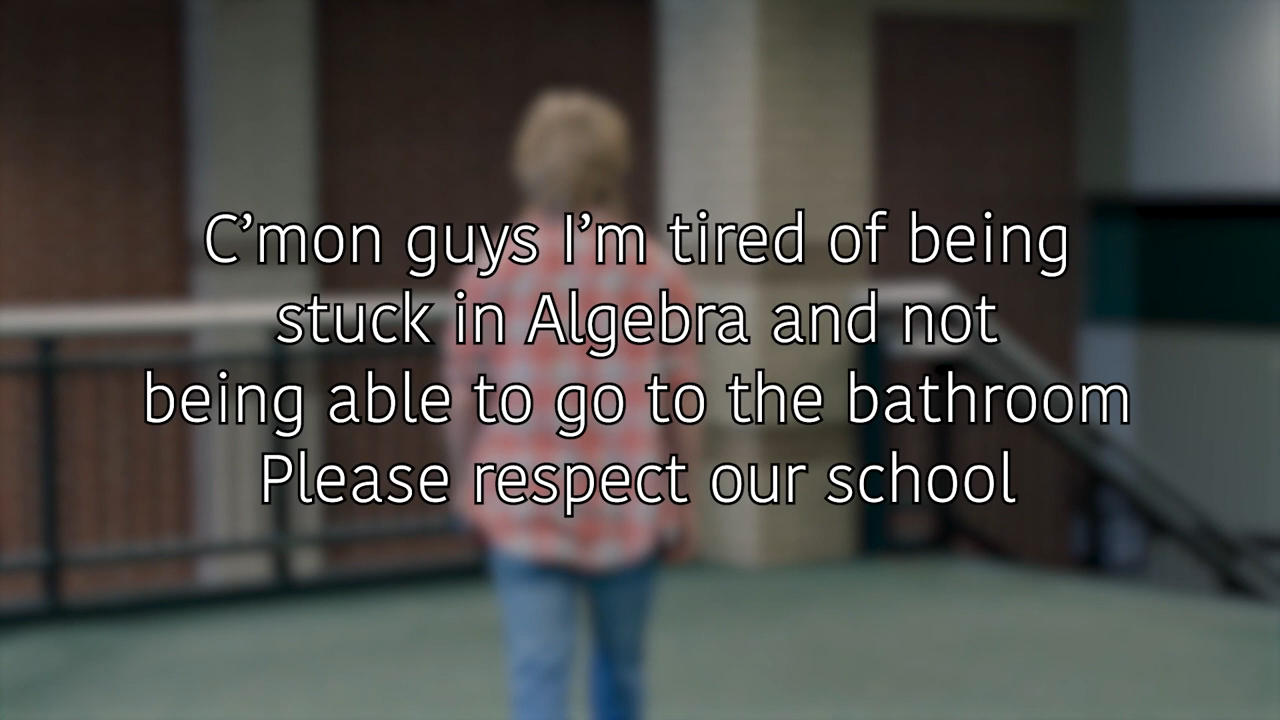 C’mon guys I’m tired of being
stuck in Algebra and not
being able to go to the bathroom
Please respect our school